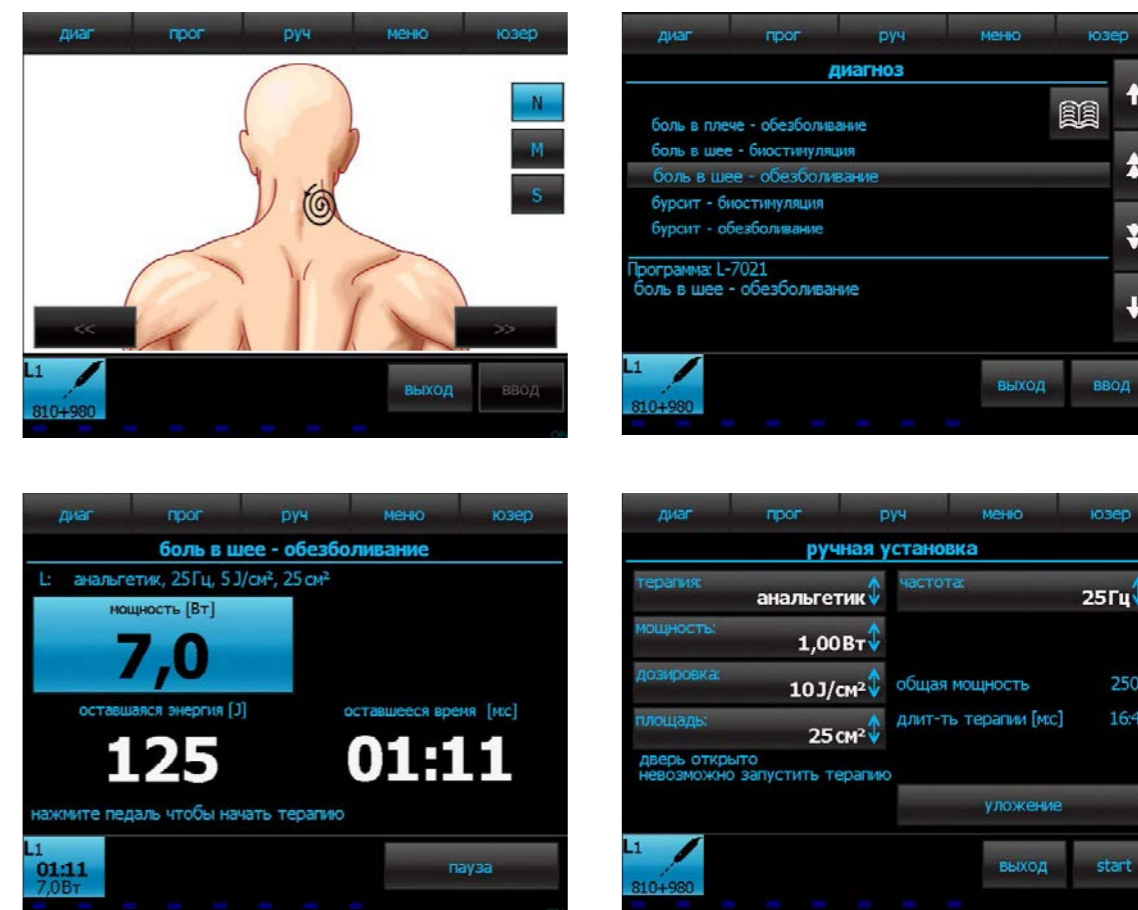 диаг прог руч меню юзер
N
M
S
<< >>
L1
810+980
выход ввод
диаг прог руч меню юзер
диагноз
боль в плече - обезболивание
боль в шее - биостимуляция
боль в шее - обезболивание
бурсит - биостимуляция
бурсит - обезболивание
Программа: L-7021
боль в шее - обезболивание
L1
810+980
выход ввод
диаг прог руч меню юзер
боль в шее - обезболивание
L: анальгетик, 25Гц, 5 J/см², 25 см²
мощность [Вт]
7,0
оставшаяся энергия [J] оставшееся время [м:с]
125 01:11
нажмите педаль чтобы начать терапию
L1
01:11
7,0Вт
пауза
диаг прог руч меню юзер
ручная установка
терапия: частота:
анальгетик 25Гц
мощность:
1,00Вт
дозировка:
10J/см² общая мощность 250
площадь: длит-ть терапии [м:с] 16:4
25 см²
дверь открыто
невозможно запустить терапию
уложение
L1
810+980
выход start